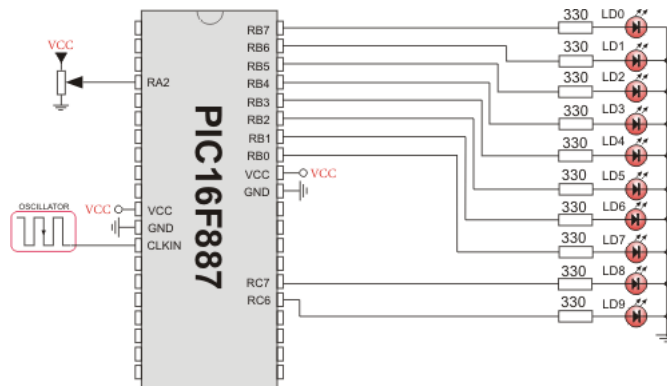 330 LD0
RB7
RB6
330 LD1
VCC
RB5
330 LD2
RA2
RB4
330 LD3
RB3
RB2
330 LD4
RB1
RB0
330 LD5
VCC VCC
GND
330 LD6
PIC16F887
OSCILLATOR
VCC VCC
GND
CLKIN
330 LD7
RC7
330 LD8
RC6
330 LD9